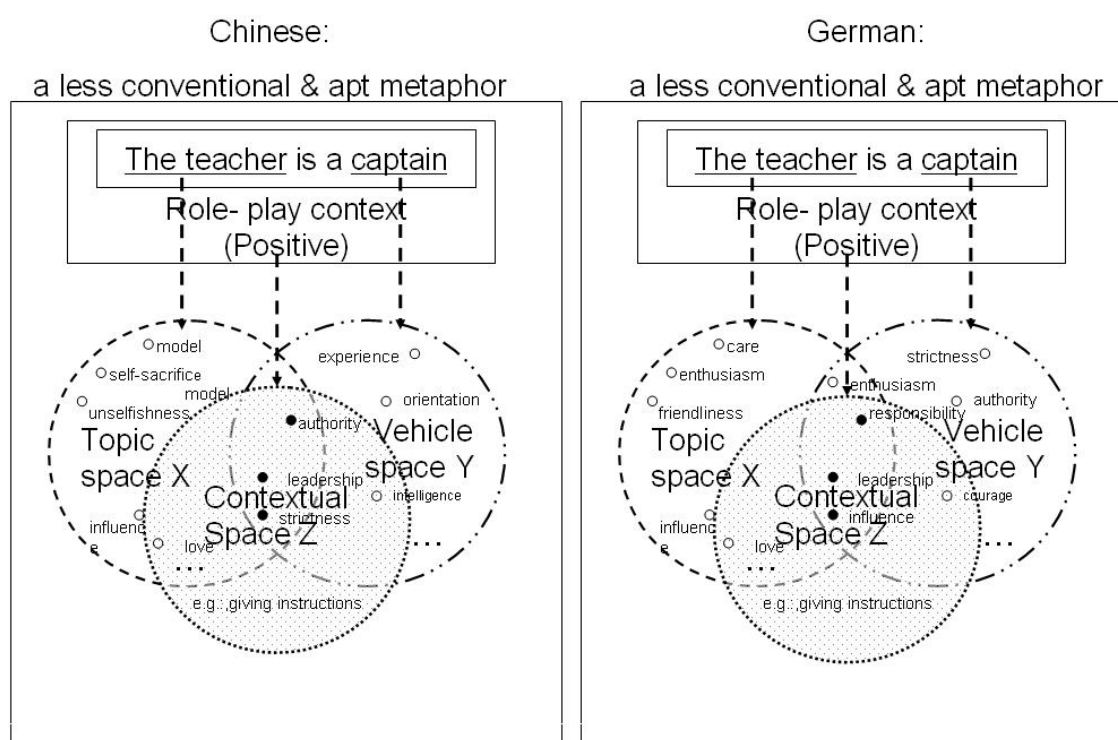 Chinese:
a less conventional & apt metaphor
The teacher is a captain
Role- play context
(Positive)
model
experience
self-sacrifice
model
orientation
unselfishness
authority
Topic
space X
Vehicle
space Y
leadership
intelligence
Contextual
Space Z
strictness
influenc
e
love
...
...
e.g.:,giving instructions
German:
a less conventional & apt metaphor
The teacher is a captain
Role- play context
(Positive)
care
strictness
enthusiasm
enthusiasm
friendliness
authority
responsibility
Topic
space X
Vehicle
space Y
leadership
courage
Contextual
Space Z
influence
influenc
e
love
...
...
e.g.:,giving instructions